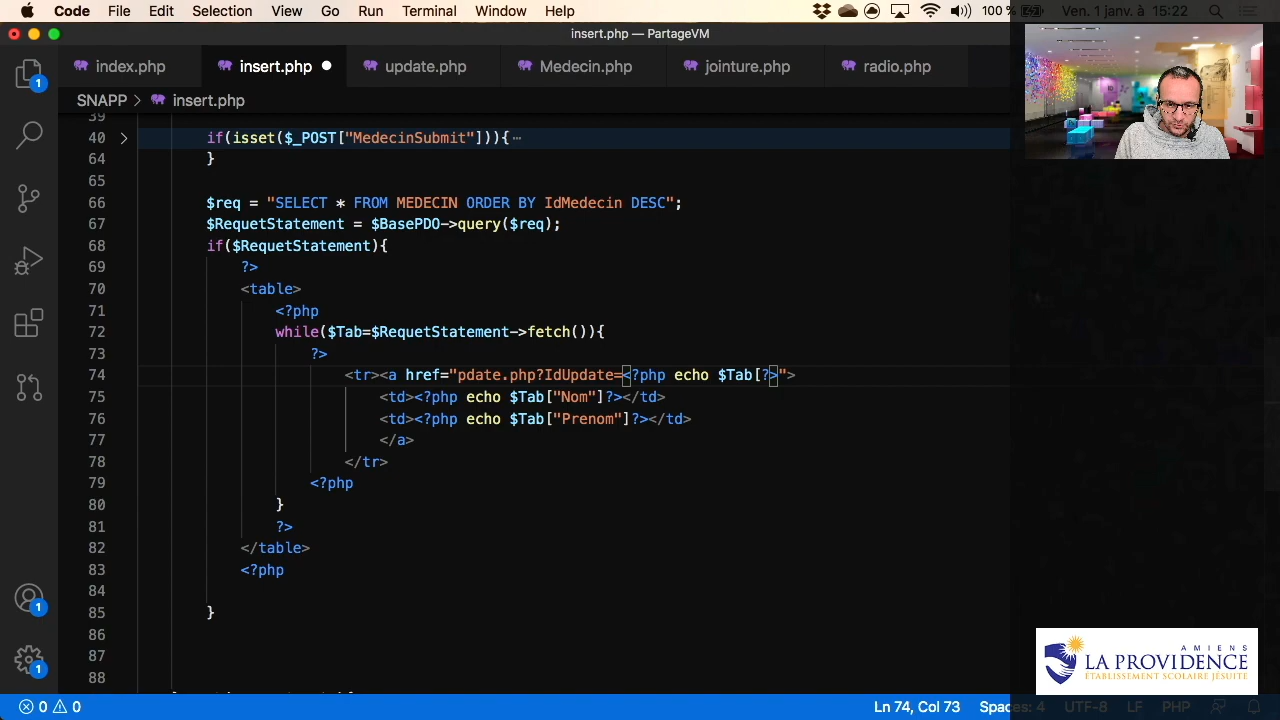 Code File Edit Selection View Go Run Terminal Window Help 100 % Ven. 1 janv. à 15:22
insert.php — PartageVM
index.php insert.php update.php Medecin.php jointure.php radio.php
SNAPP > insert.php
39
40 if(isset($_POST["MedecinSubmit"])){⋯
64 }
65
66 $req = "SELECT * FROM MEDECIN ORDER BY IdMedecin DESC";
67 $RequetStatement = $BasePDO->query($req);
68 if($RequetStatement){
69 ?>
70 <table>
71 <?php
72 while($Tab=$RequetStatement->fetch()){
73 ?>
74 <tr><a href="pdate.php?IdUpdate=<?php echo $Tab[?>">
75 <td><?php echo $Tab["Nom"]?></td>
76 <td><?php echo $Tab["Prenom"]?></td>
77 </a>
78 </tr>
79 <?php
80 }
81 ?>
82 </table>
83 <?php
84
85 }
86
87
88
1
1
1
AMIENS
LA PROVIDENCE
ÉTABLISSEMENT SCOLAIRE JÉSUITE
0 0 Ln 74, Col 73 Spaces: 4 UTF-8 LF PHP